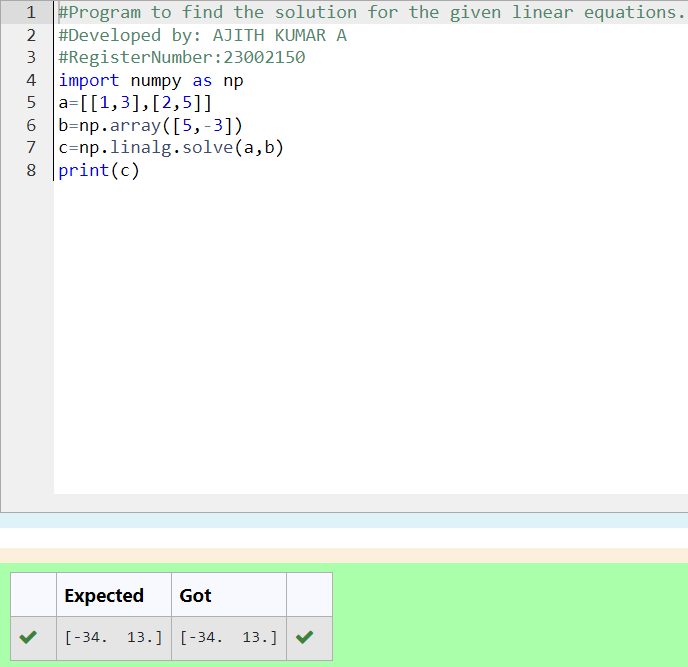 1 #Program to find the solution for the given linear equations.
2 #Developed by: AJITH KUMAR A
3 #RegisterNumber:23002150
4 import numpy as np
5 a=[[1,3],[2,5]]
6 b=np.array([5,-3])
7 c=np.linalg.solve(a,b)
8 print(c)
Expected Got
[-34.  13.] [-34.  13.]